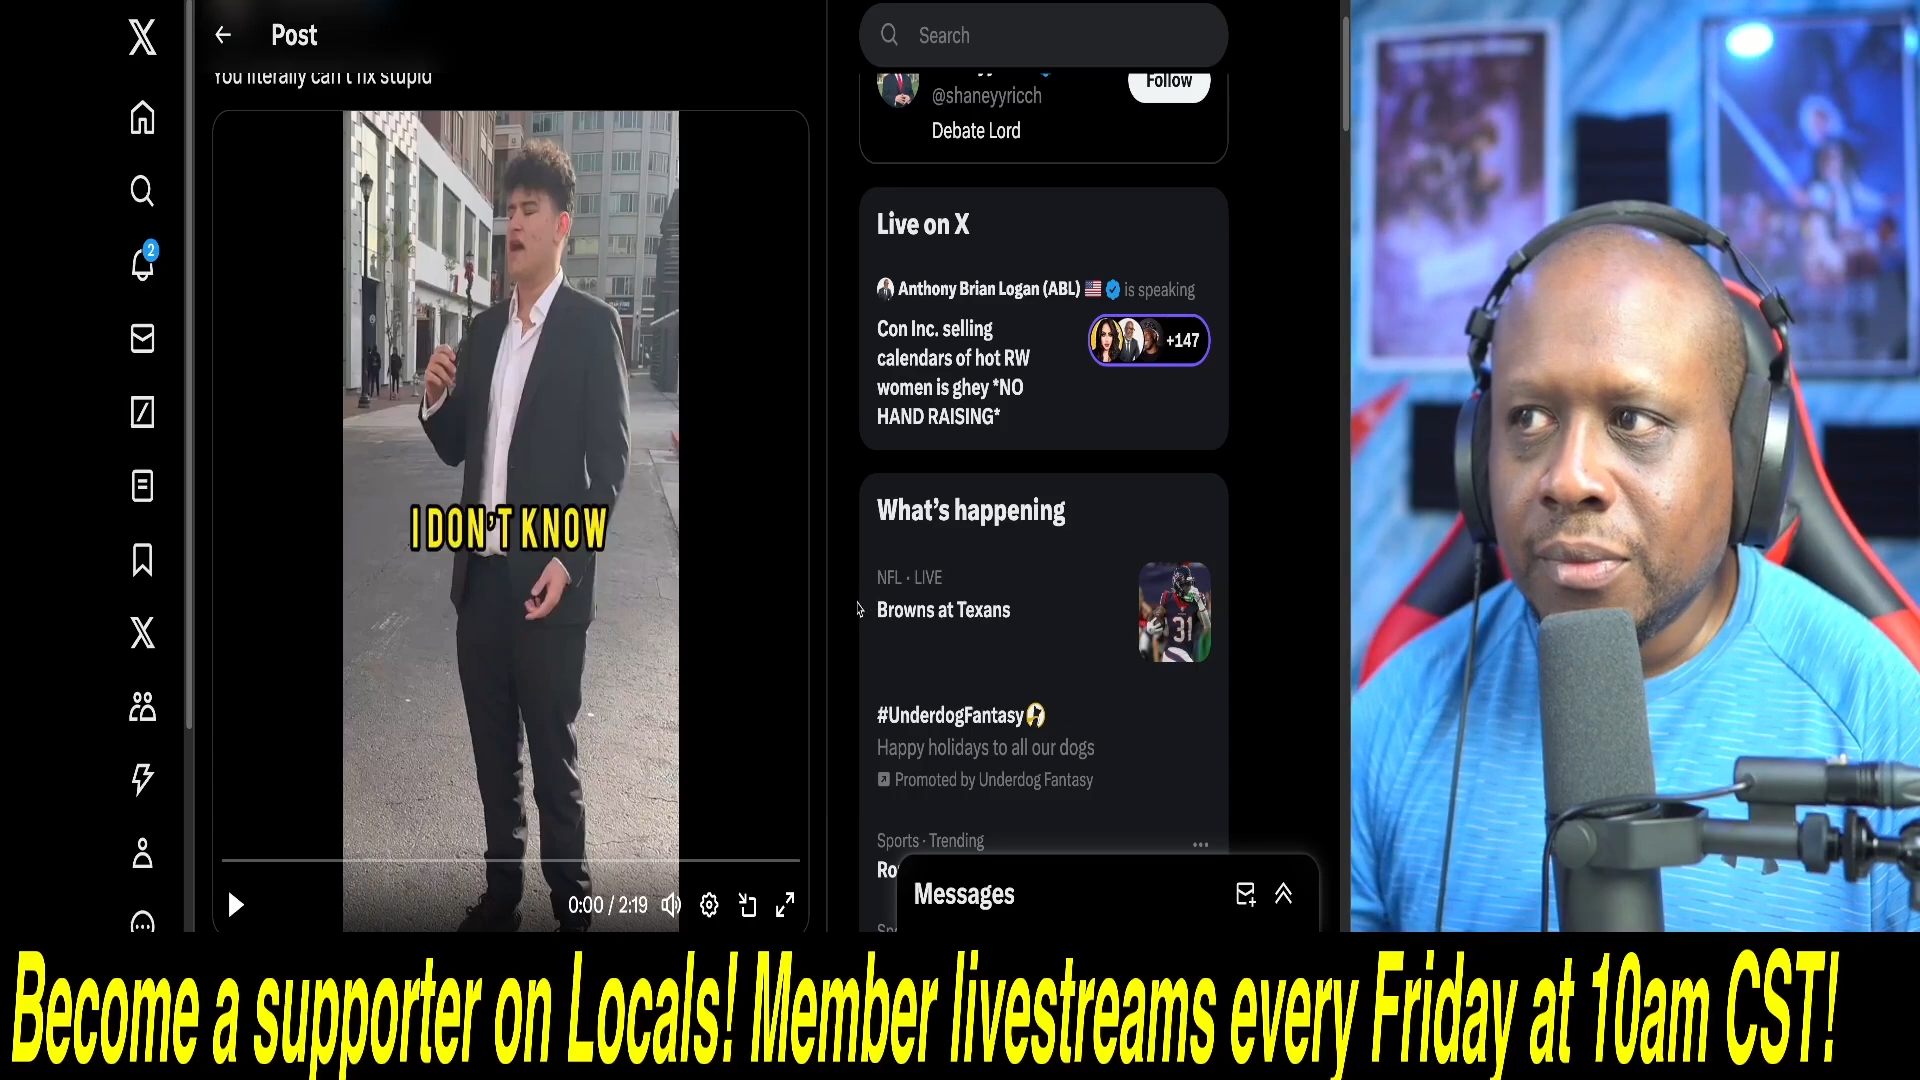 Post
You literally can't fix stupid
I DON'T KNOW
0:00 / 2:19
Search
@shaneyyricch
Follow
Debate Lord
Live on X
Anthony Brian Logan (ABL) 🇺🇸 is speaking
Con Inc. selling
calendars of hot RW
women is ghey *NO
HAND RAISING*
+147
What's happening
NFL · LIVE
Browns at Texans
31
#UnderdogFantasy
Happy holidays to all our dogs
Promoted by Underdog Fantasy
Sports · Trending
Messages
2
Become a supporter on Locals! Member livestreams every Friday at 10am CST!